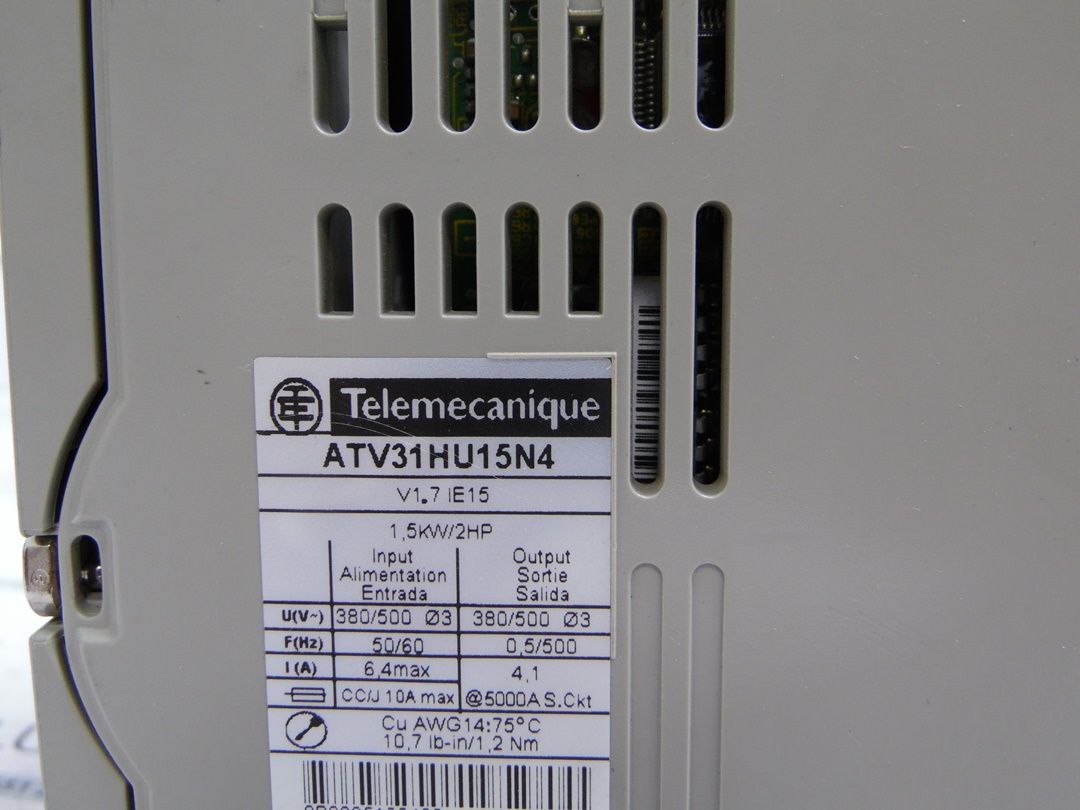 Telemecanique
ATV31HU15N4
V1.7 IE15
1,5KW/2HP
Input Output
Alimentation Sortie
Entrada Salida
U(V~) 380/500 Ø3 380/500 Ø3
F(Hz) 50/60 0,5/500
I(A) 6,4max 4,1
CC/J 10A max @5000A S.Ckt
Cu AWG14:75°C
10,7 lb-in/1,2 Nm